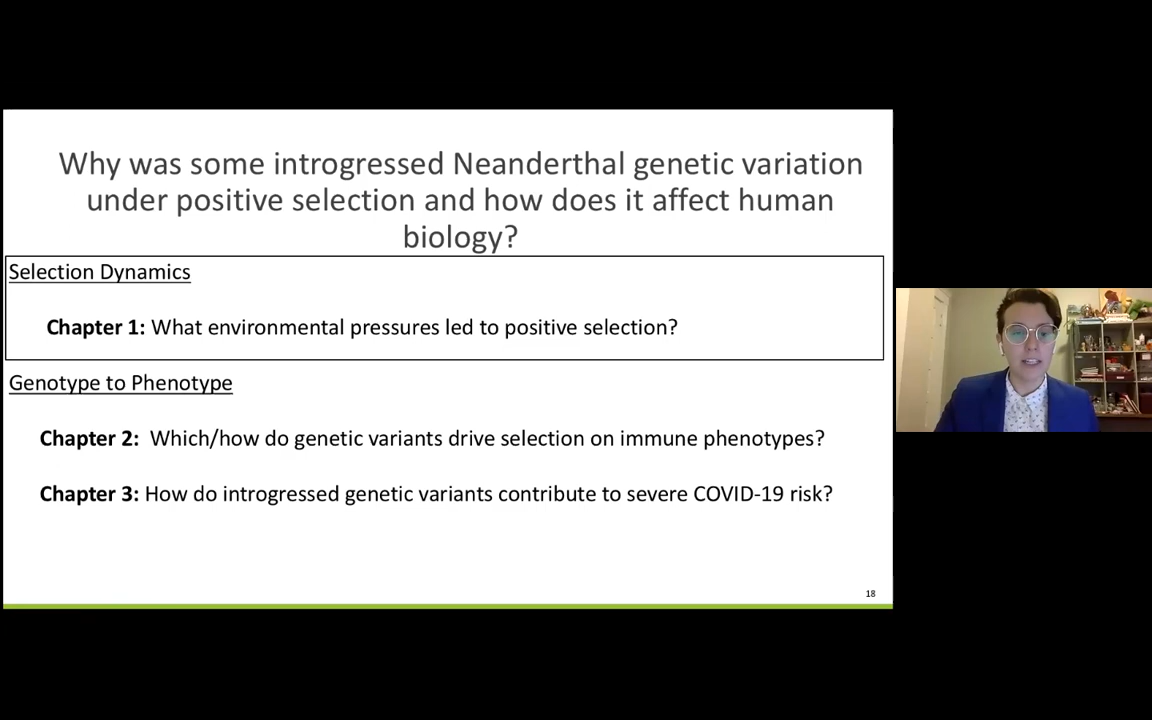 Why was some introgressed Neanderthal genetic variation
under positive selection and how does it affect human
biology?
Selection Dynamics
Chapter 1: What environmental pressures led to positive selection?
Genotype to Phenotype
Chapter 2: Which/how do genetic variants drive selection on immune phenotypes?
Chapter 3: How do introgressed genetic variants contribute to severe COVID-19 risk?
18